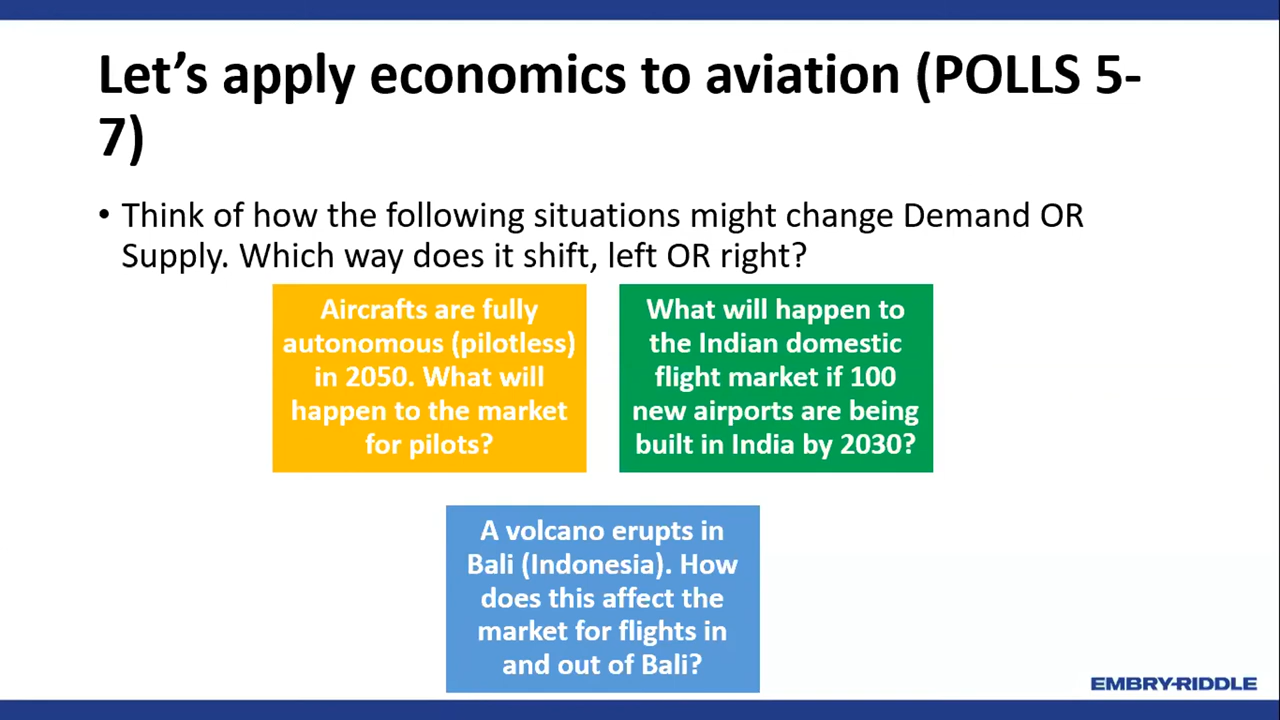 Let's apply economics to aviation (POLLS 5-
7)
• Think of how the following situations might change Demand OR
Supply. Which way does it shift, left OR right?
Aircrafts are fully
autonomous (pilotless)
in 2050. What will
happen to the market
for pilots?
What will happen to
the Indian domestic
flight market if 100
new airports are being
built in India by 2030?
A volcano erupts in
Bali (Indonesia). How
does this affect the
market for flights in
and out of Bali?
EMBRY-RIDDLE